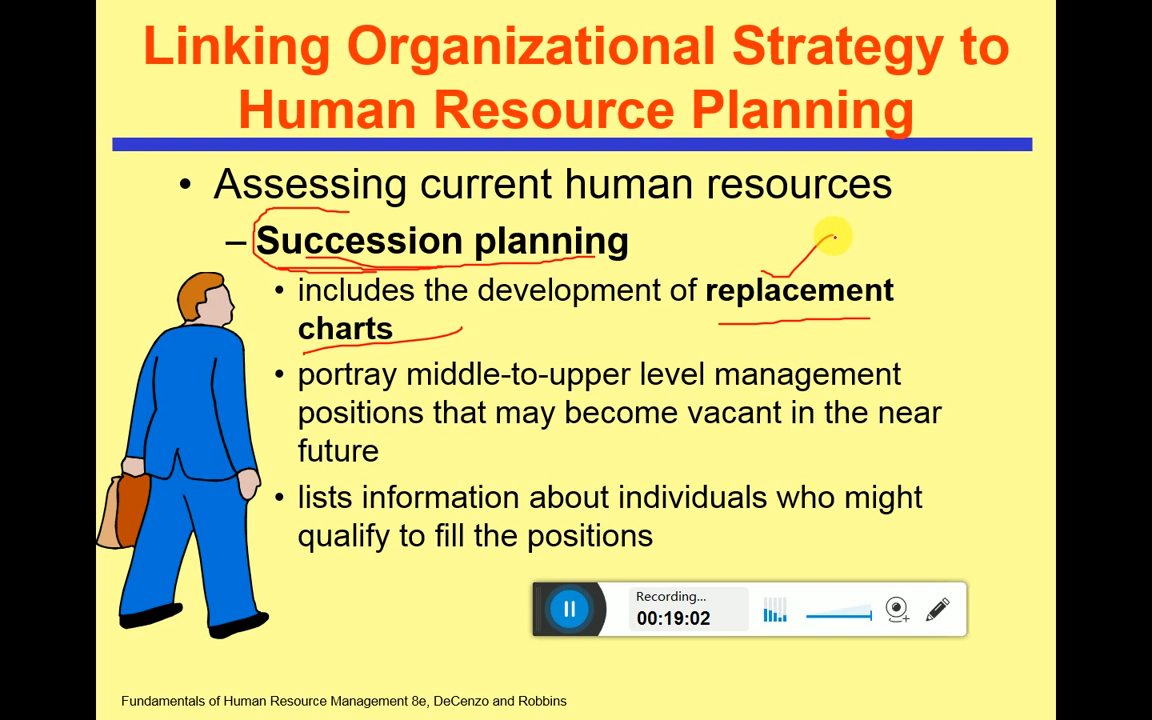 Linking Organizational Strategy to
Human Resource Planning
• Assessing current human resources
– Succession planning
• includes the development of replacement
charts
• portray middle-to-upper level management
positions that may become vacant in the near
future
• lists information about individuals who might
qualify to fill the positions
Recording...
00:19:02
Fundamentals of Human Resource Management 8e, DeCenzo and Robbins